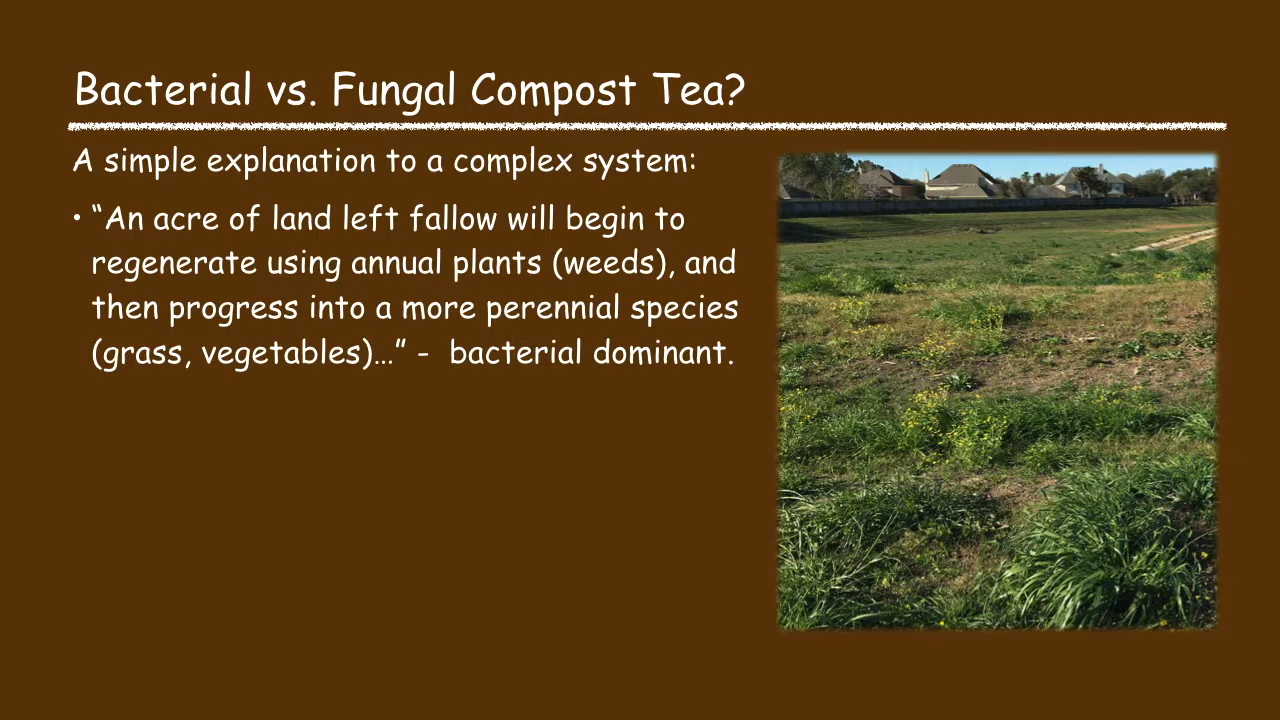 Bacterial vs. Fungal Compost Tea?
A simple explanation to a complex system:
• “An acre of land left fallow will begin to
regenerate using annual plants (weeds), and
then progress into a more perennial species
(grass, vegetables)…” -  bacterial dominant.